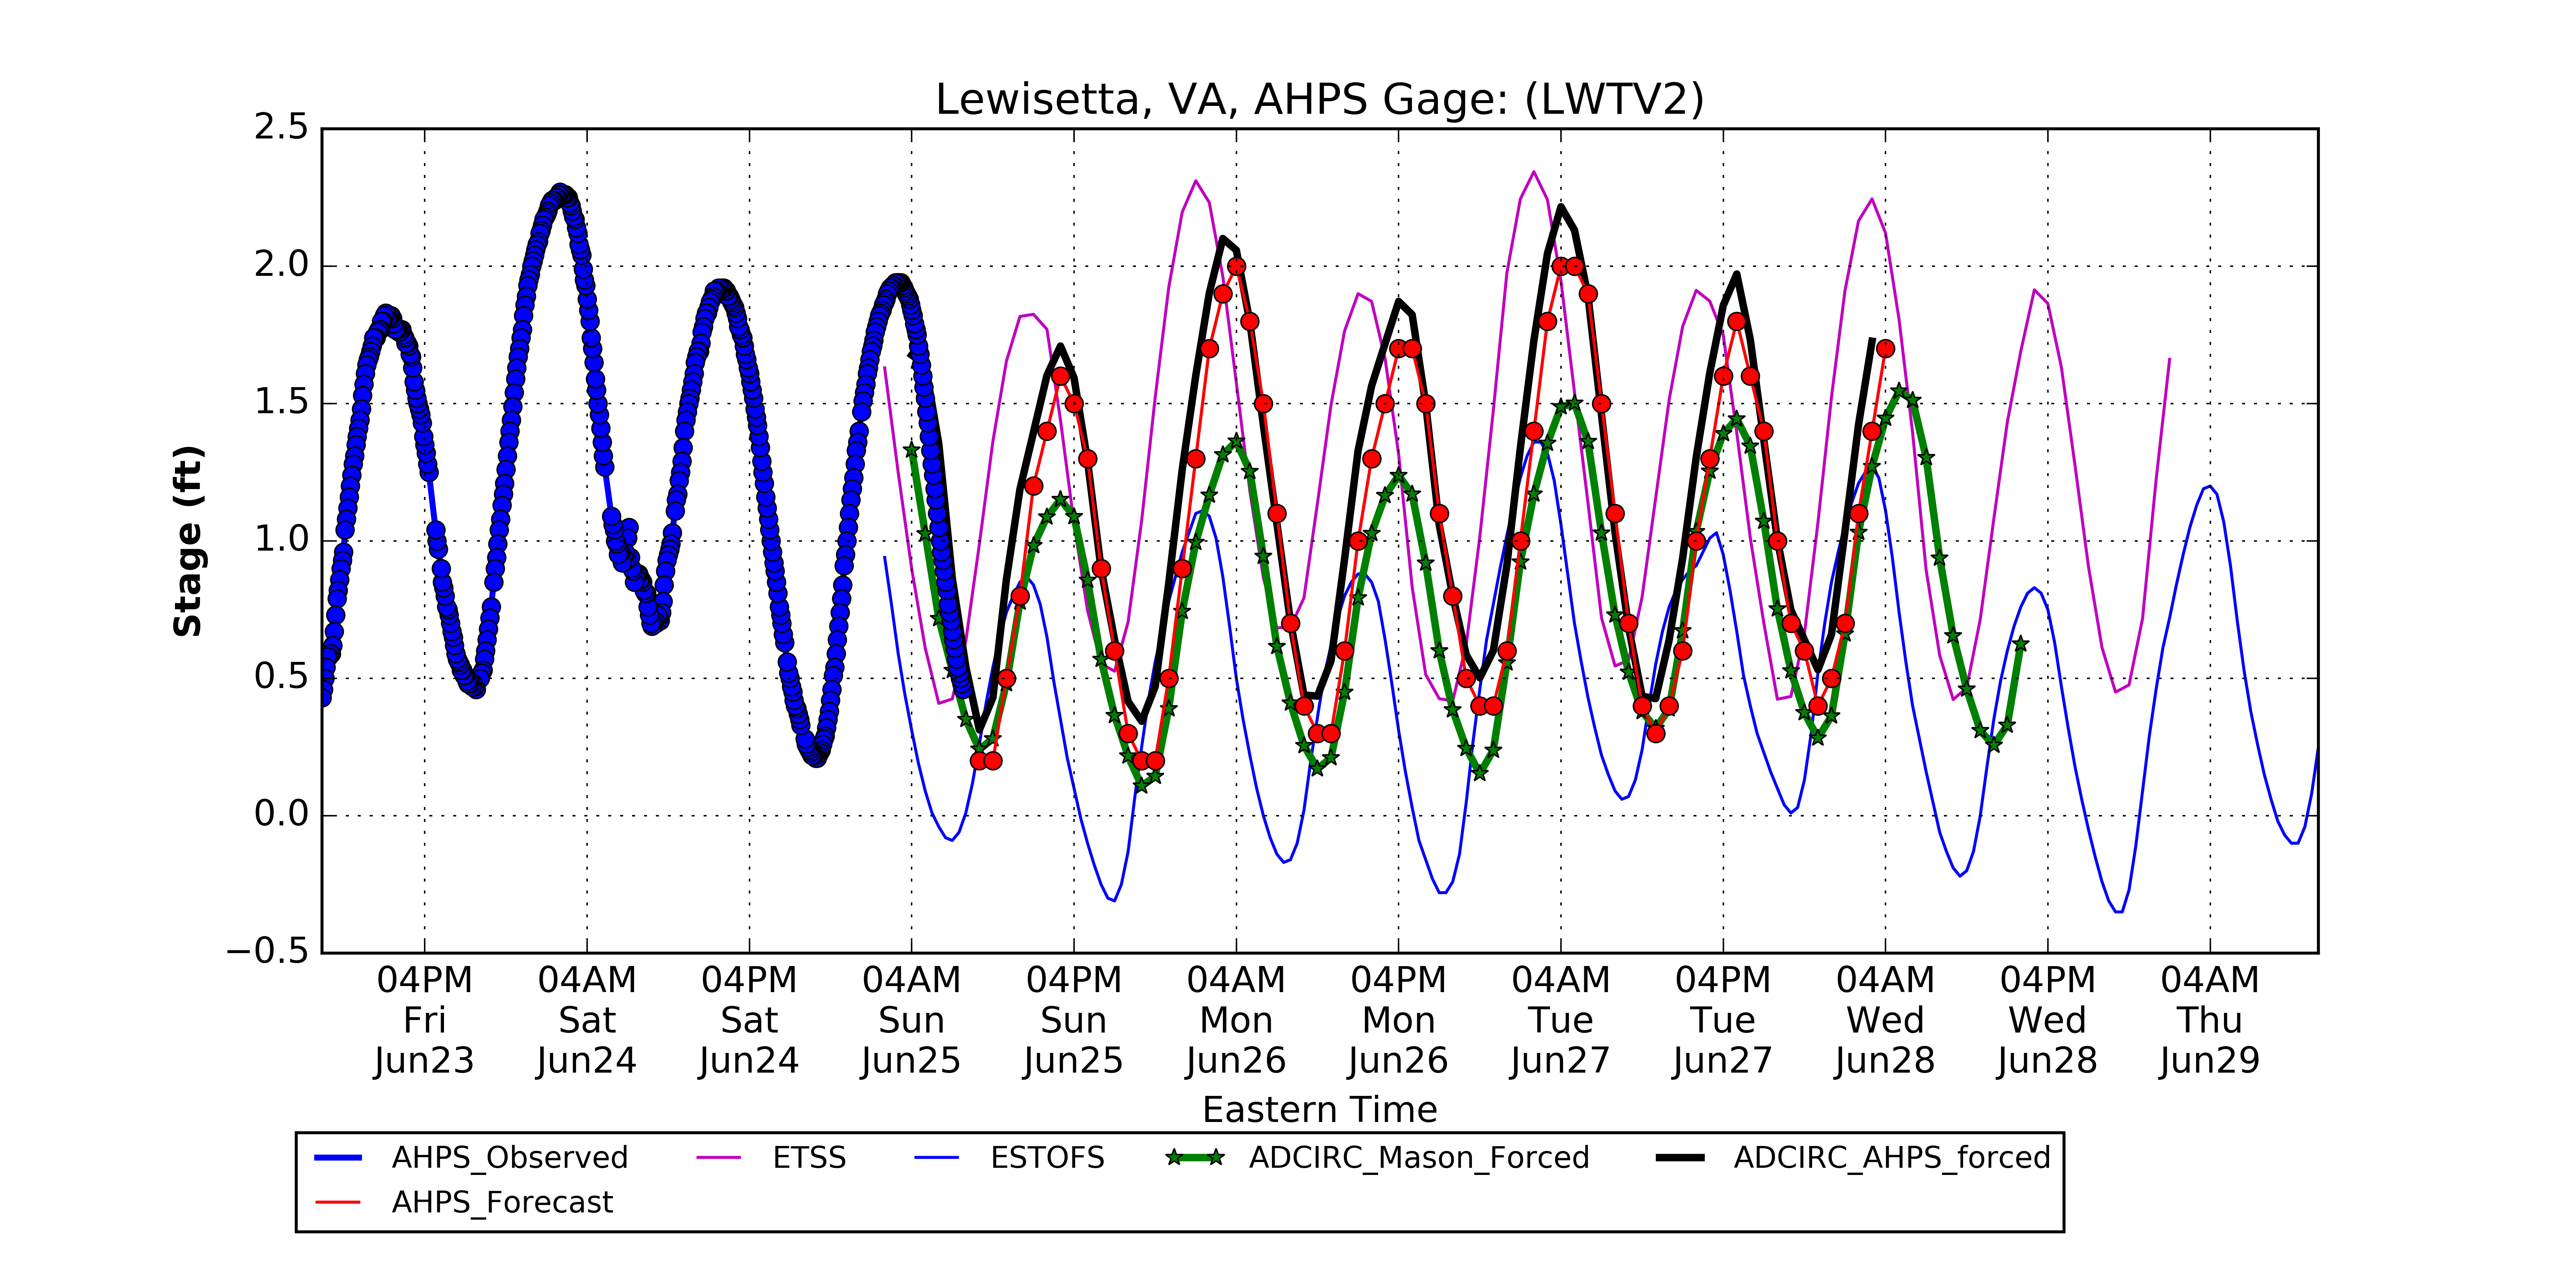 Lewisetta, VA, AHPS Gage: (LWTV2)
2.5
2.0
1.5
1.0
0.5
0.0
−0.5
Stage (ft)
04PM 04AM 04PM 04AM 04PM 04AM 04PM 04AM 04PM 04AM 04PM 04AM
Fri Sat Sat Sun Sun Mon Mon Tue Tue Wed Wed Thu
Jun23 Jun24 Jun24 Jun25 Jun25 Jun26 Jun26 Jun27 Jun27 Jun28 Jun28 Jun29
Eastern Time
AHPS_Observed ETSS ESTOFS ADCIRC_Mason_Forced ADCIRC_AHPS_forced
AHPS_Forecast